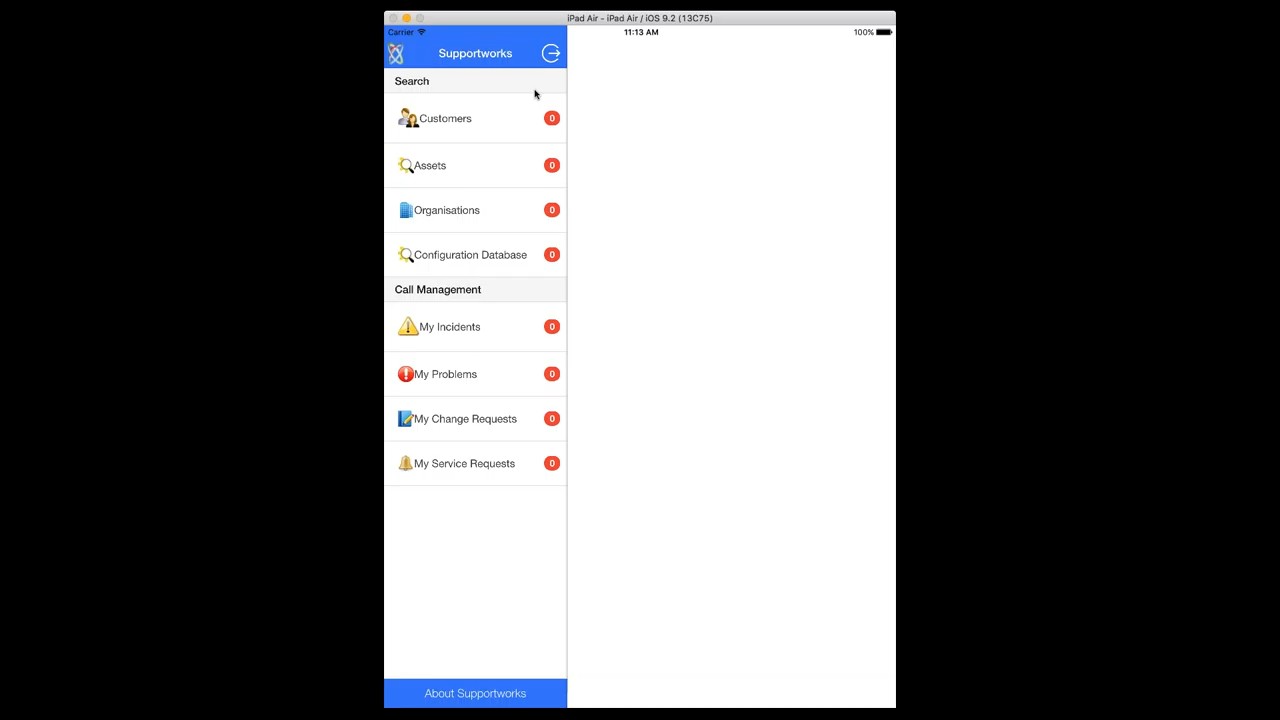 iPad Air - iPad Air / iOS 9.2 (13C75)
Carrier 11:13 AM 100%
Supportworks
Search
Customers 0
Assets 0
Organisations 0
Configuration Database 0
Call Management
My Incidents 0
My Problems 0
My Change Requests 0
My Service Requests 0
About Supportworks